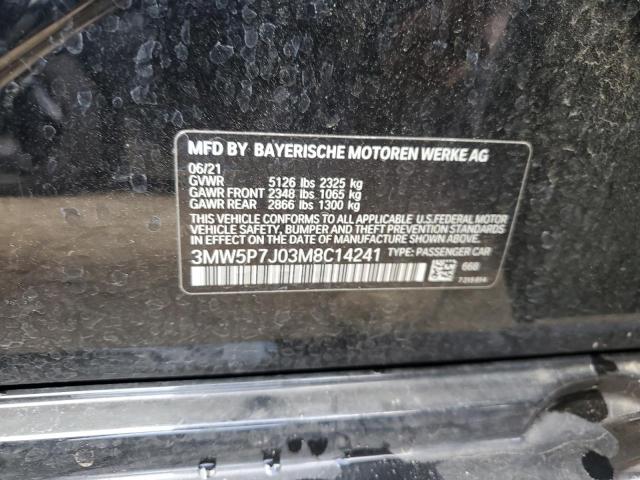 MFD BY BAYERISCHE MOTOREN WERKE AG
06/21
GVWR 5126 lbs 2325 kg
GAWR FRONT 2348 lbs 1065 kg
GAWR REAR 2866 lbs 1300 kg
THIS VEHICLE CONFORMS TO ALL APPLICABLE U.S.FEDERAL MOTOR
VEHICLE SAFETY, BUMPER, AND THEFT PREVENTION
STANDARDS IN EFFECT ON THE DATE OF MANUFACTURE SHOWN ABOVE.
3MW5P7J03M8C14241 TYPE: PASSENGER CAR
668